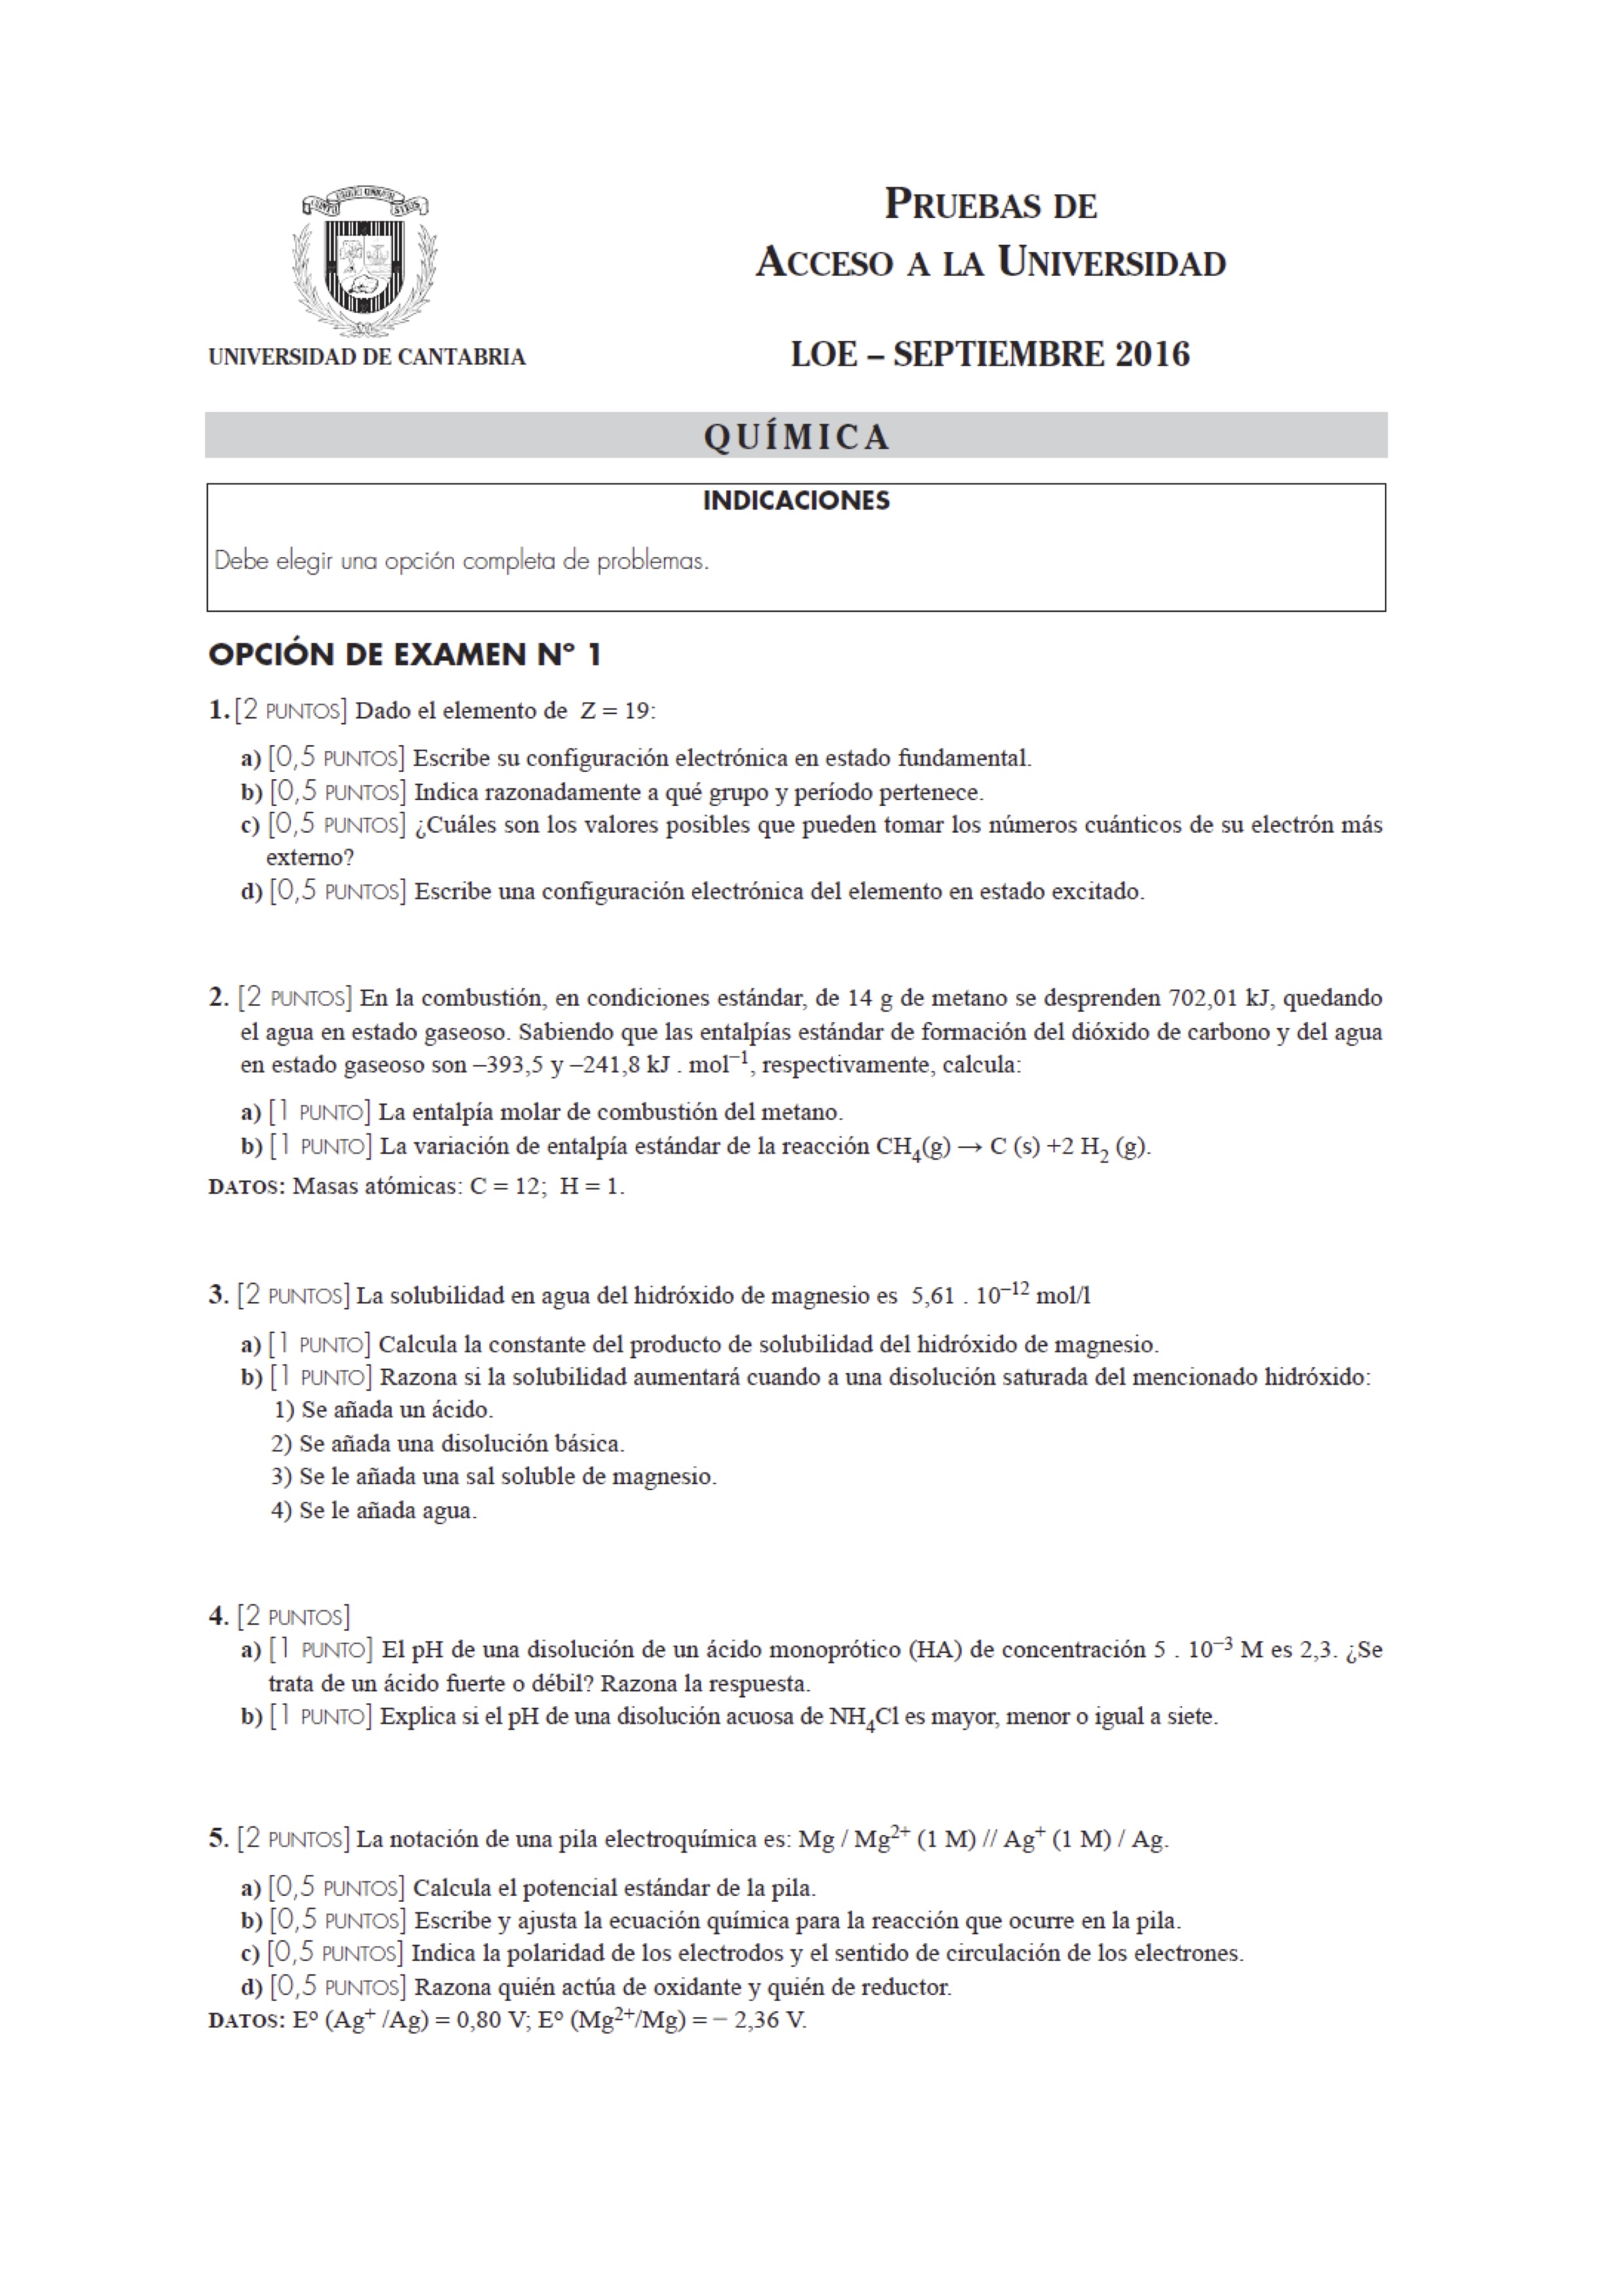 PRUEBAS DE
ACCESO A LA UNIVERSIDAD
UNIVERSIDAD DE CANTABRIA
LOE – SEPTIEMBRE 2016
QUÍMICA
INDICACIONES
Debe elegir una opción completa de problemas.
OPCIÓN DE EXAMEN Nº 1
1. [2 PUNTOS] Dado el elemento de Z = 19:
a) [0,5 PUNTOS] Escribe su configuración electrónica en estado fundamental.
b) [0,5 PUNTOS] Indica razonadamente a qué grupo y período pertenece.
c) [0,5 PUNTOS] ¿Cuáles son los valores posibles que pueden tomar los números cuánticos de su electrón más
externo?
d) [0,5 PUNTOS] Escribe una configuración electrónica del elemento en estado excitado.
2. [2 PUNTOS] En la combustión, en condiciones estándar, de 14 g de metano se desprenden 702,01 kJ, quedando
el agua en estado gaseoso. Sabiendo que las entalpías estándar de formación del dióxido de carbono y del agua
en estado gaseoso son –393,5 y –241,8 kJ . mol⁻¹, respectivamente, calcula:
a) [1 PUNTO] La entalpía molar de combustión del metano.
b) [1 PUNTO] La variación de entalpía estándar de la reacción CH₄(g) → C (s) +2 H₂ (g).
DATOS: Masas atómicas: C = 12; H = 1.
3. [2 PUNTOS] La solubilidad en agua del hidróxido de magnesio es 5,61 . 10⁻¹² mol/l
a) [1 PUNTO] Calcula la constante del producto de solubilidad del hidróxido de magnesio.
b) [1 PUNTO] Razona si la solubilidad aumentará cuando a una disolución saturada del mencionado hidróxido:
1) Se añada un ácido.
2) Se añada una disolución básica.
3) Se le añada una sal soluble de magnesio.
4) Se le añada agua.
4. [2 PUNTOS]
a) [1 PUNTO] El pH de una disolución de un ácido monoprótico (HA) de concentración 5 . 10⁻³ M es 2,3. ¿Se
trata de un ácido fuerte o débil? Razona la respuesta.
b) [1 PUNTO] Explica si el pH de una disolución acuosa de NH₄Cl es mayor, menor o igual a siete.
5. [2 PUNTOS] La notación de una pila electroquímica es: Mg / Mg²⁺ (1 M) // Ag⁺ (1 M) / Ag.
a) [0,5 PUNTOS] Calcula el potencial estándar de la pila.
b) [0,5 PUNTOS] Escribe y ajusta la ecuación química para la reacción que ocurre en la pila.
c) [0,5 PUNTOS] Indica la polaridad de los electrodos y el sentido de circulación de los electrones.
d) [0,5 PUNTOS] Razona quién actúa de oxidante y quién de reductor.
DATOS: Eº (Ag⁺ /Ag) = 0,80 V; Eº (Mg²⁺/Mg) = − 2,36 V.